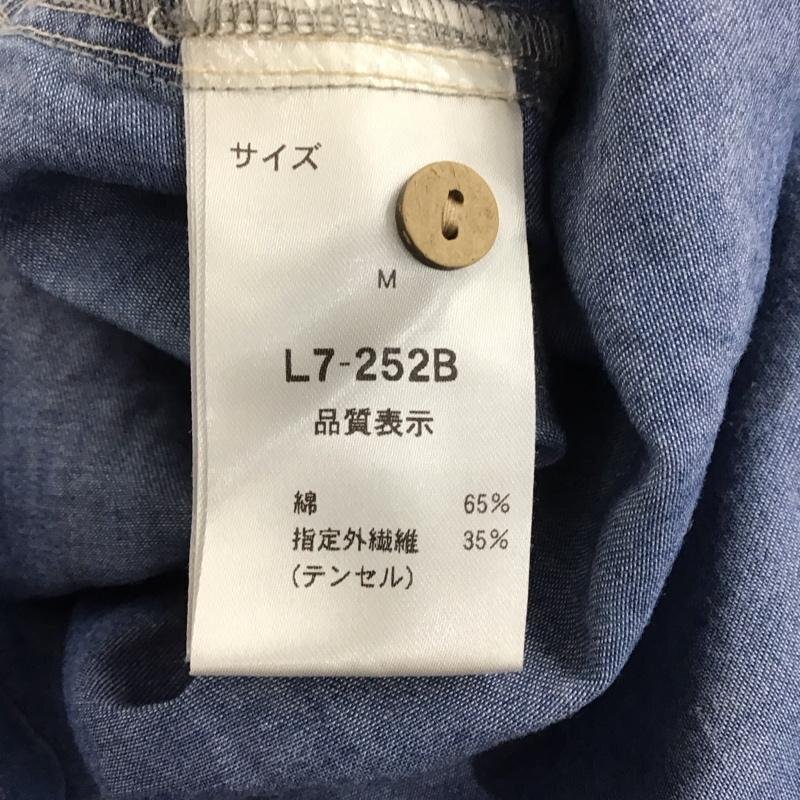 サイズ
M
L7-252B
品質表示
綿 65%
指定外繊維 35%
(テンセル)